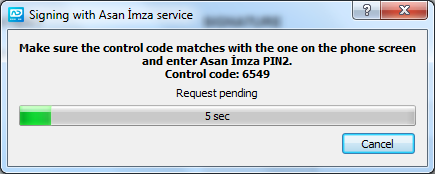 Signing with Asan İmza service
Make sure the control code matches with the one on the phone screen
and enter Asan İmza PIN2.
Control code: 6549
Request pending
5 sec
Cancel